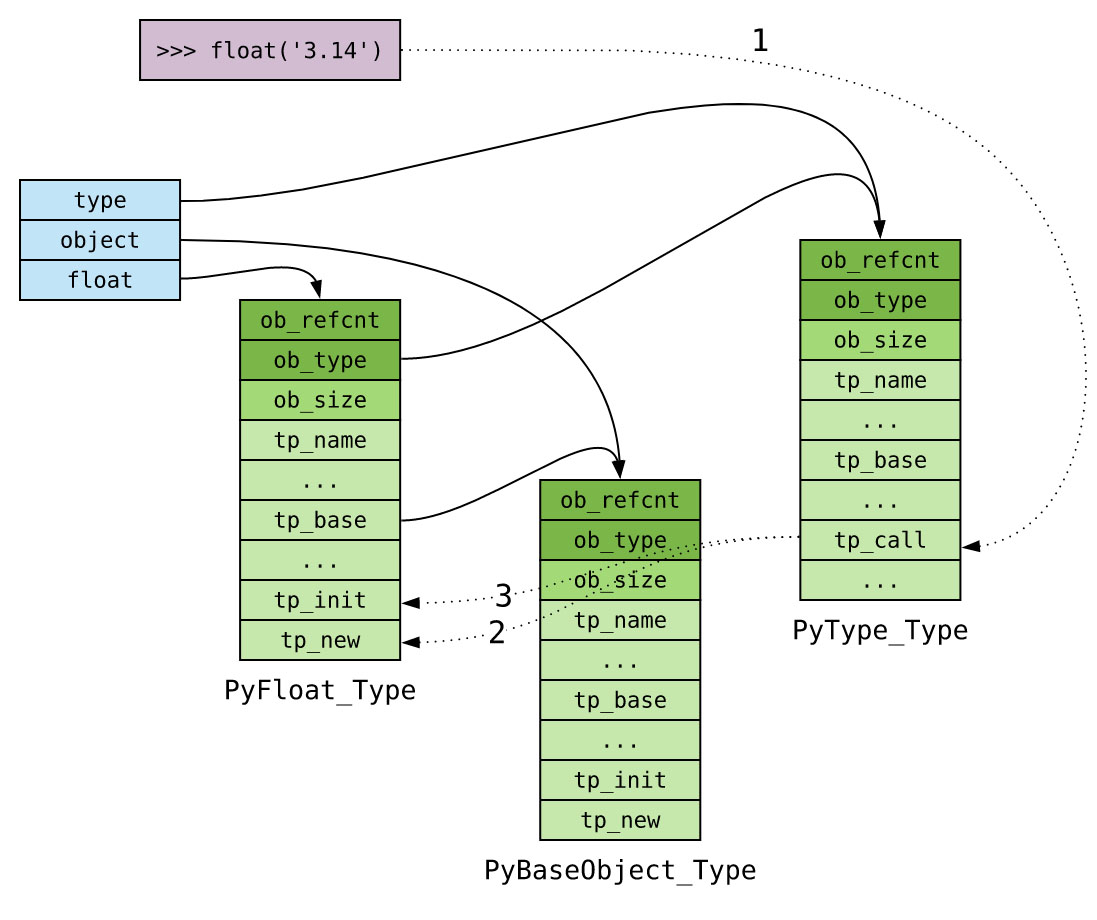 >>> float('3.14')
1
type
object
float
ob_refcnt
ob_type
ob_size
tp_name
...
tp_base
...
tp_init
tp_new
PyFloat_Type
3
2
ob_refcnt
ob_type
ob_size
tp_name
...
tp_base
...
tp_init
tp_new
PyBaseObject_Type
ob_refcnt
ob_type
ob_size
tp_name
...
tp_base
...
tp_call
...
PyType_Type